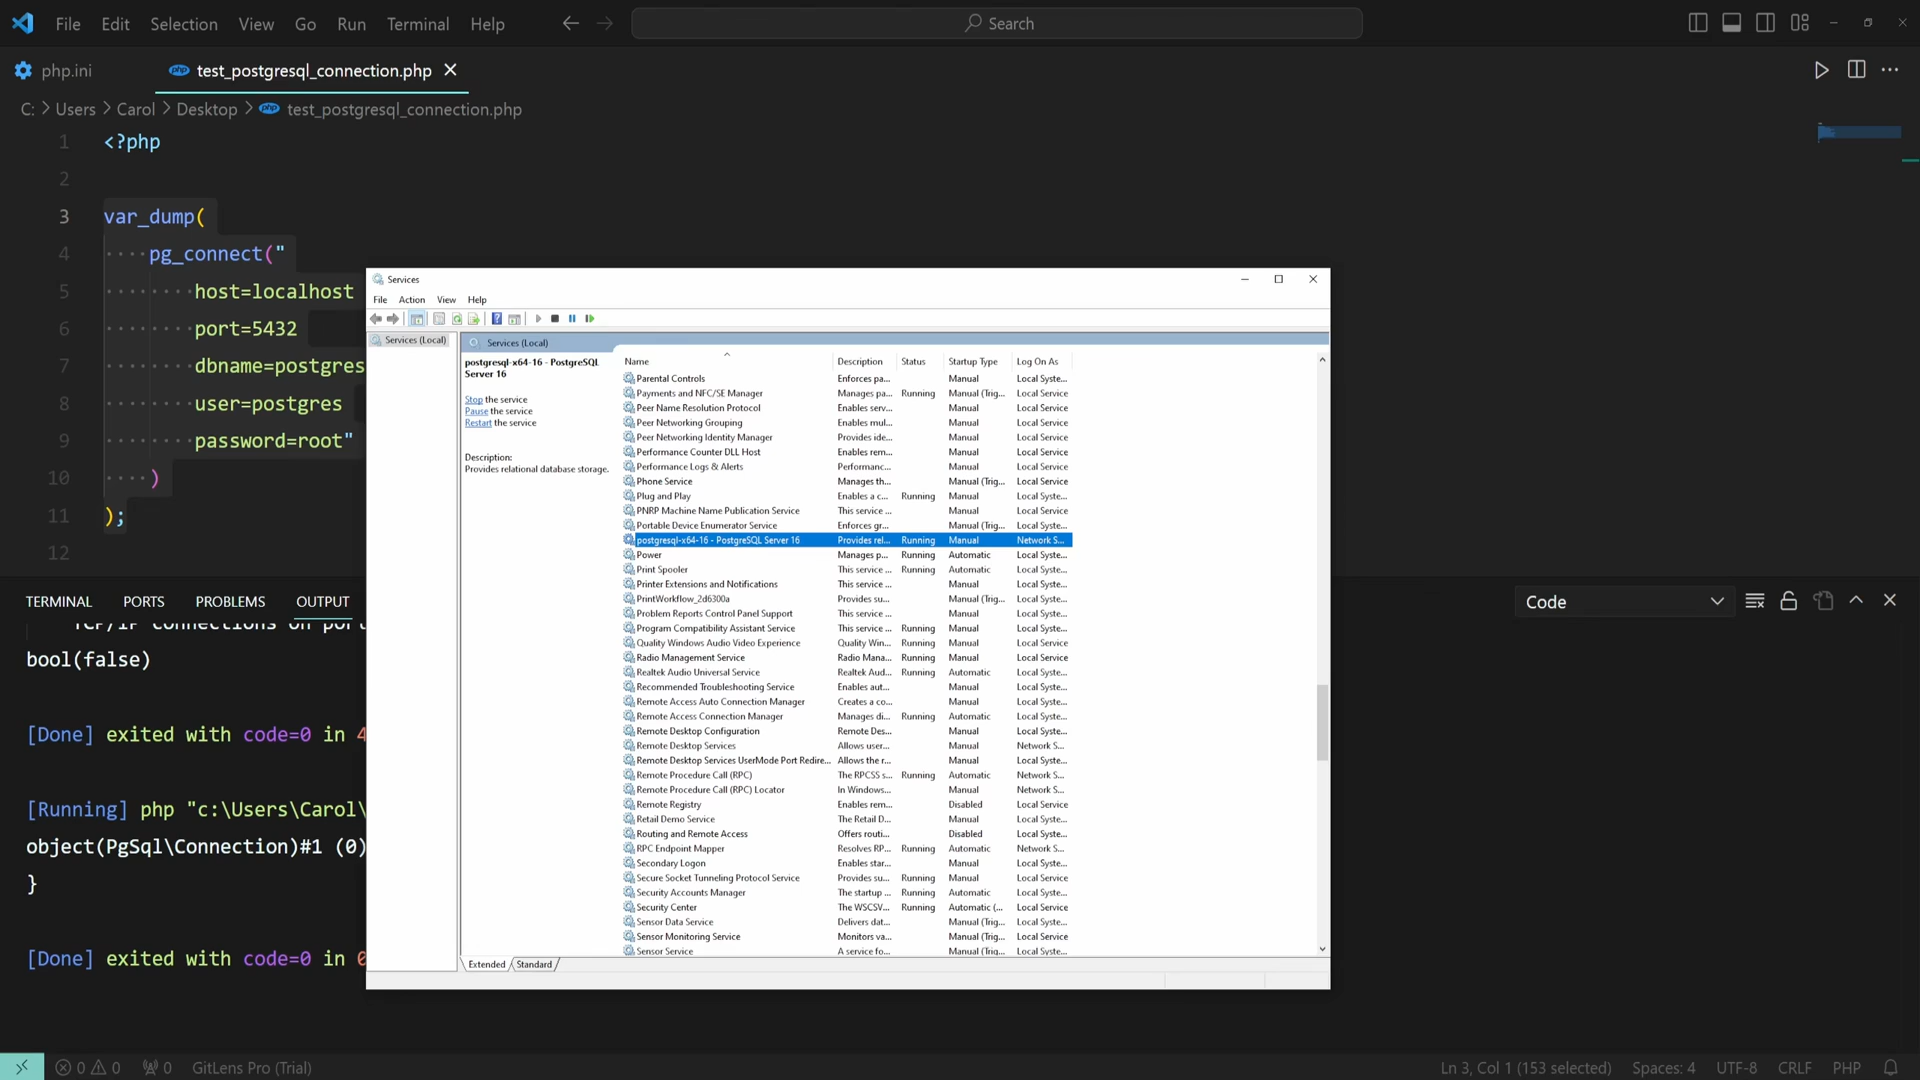 File Edit Selection View Go Run Terminal Help
Search
php.ini
php test_postgresql_connection.php
C: > Users > Carol > Desktop > php test_postgresql_connection.php
1 <?php
2
3 var_dump(
4 ····pg_connect("
5 ········host=localhost
6 ········port=5432
7 ········dbname=postgres
8 ········user=postgres
9 ········password=root"
10 ····)
11 );
12
TERMINAL PORTS PROBLEMS OUTPUT
Code
TCP/IP connections on port
bool(false)
[Done] exited with code=0 in 4
[Running] php "c:\Users\Carol\
object(PgSql\Connection)#1 (0)
}
[Done] exited with code=0 in 0
Services
File Action View Help
Services (Local)
Services (Local)
postgresql-x64-16 - PostgreSQL
Server 16
Stop the service
Pause the service
Restart the service
Description:
Provides relational database storage.
Name Description Status Startup Type Log On As
Parental Controls Enforces pa... Manual Local Syste...
Payments and NFC/SE Manager Manages pa... Running Manual (Trig... Local Service
Peer Name Resolution Protocol Enables serv... Manual Local Service
Peer Networking Grouping Enables mul... Manual Local Service
Peer Networking Identity Manager Provides ide... Manual Local Service
Performance Counter DLL Host Enables rem... Manual Local Service
Performance Logs & Alerts Performanc... Manual Local Service
Phone Service Manages th... Manual (Trig... Local Service
Plug and Play Enables a c... Running Manual Local Syste...
PNRP Machine Name Publication Service This service ... Manual Local Service
Portable Device Enumerator Service Enforces gr... Manual (Trig... Local Syste...
postgresql-x64-16 - PostgreSQL Server 16 Provides rel... Running Manual Network S...
Power Manages p... Running Automatic Local Syste...
Print Spooler This service ... Running Automatic Local Syste...
Printer Extensions and Notifications This service ... Manual Local Syste...
PrintWorkflow_2d6300a Provides su... Manual (Trig... Local Syste...
Problem Reports Control Panel Support This service ... Manual Local Syste...
Program Compatibility Assistant Service This service ... Running Manual Local Syste...
Quality Windows Audio Video Experience Quality Win... Running Manual Local Service
Radio Management Service Radio Mana... Running Manual Local Service
Realtek Audio Universal Service Realtek Aud... Running Automatic Local Syste...
Recommended Troubleshooting Service Enables aut... Manual Local Syste...
Remote Access Auto Connection Manager Creates a co... Manual Local Syste...
Remote Access Connection Manager Manages di... Running Automatic Local Syste...
Remote Desktop Configuration Remote Des... Manual Local Syste...
Remote Desktop Services Allows user... Manual Network S...
Remote Desktop Services UserMode Port Redire... Allows the r... Manual Local Syste...
Remote Procedure Call (RPC) The RPCSS s... Running Automatic Network S...
Remote Procedure Call (RPC) Locator In Windows... Manual Network S...
Remote Registry Enables rem... Disabled Local Service
Retail Demo Service The Retail D... Manual Local Syste...
Routing and Remote Access Offers routi... Disabled Local Syste...
RPC Endpoint Mapper Resolves RP... Running Automatic Network S...
Secondary Logon Enables star... Manual Local Syste...
Secure Socket Tunneling Protocol Service Provides su... Running Manual Local Service
Security Accounts Manager The startup ... Running Automatic Local Syste...
Security Center The WSCSV... Running Automatic (... Local Service
Sensor Data Service Delivers dat... Manual (Trig... Local Syste...
Sensor Monitoring Service Monitors va... Manual (Trig... Local Service
Sensor Service A service fo... Manual (Trig... Local Syste...
Extended Standard
0 0 0 GitLens Pro (Trial)
Ln 3, Col 1 (153 selected) Spaces: 4 UTF-8 CRLF PHP